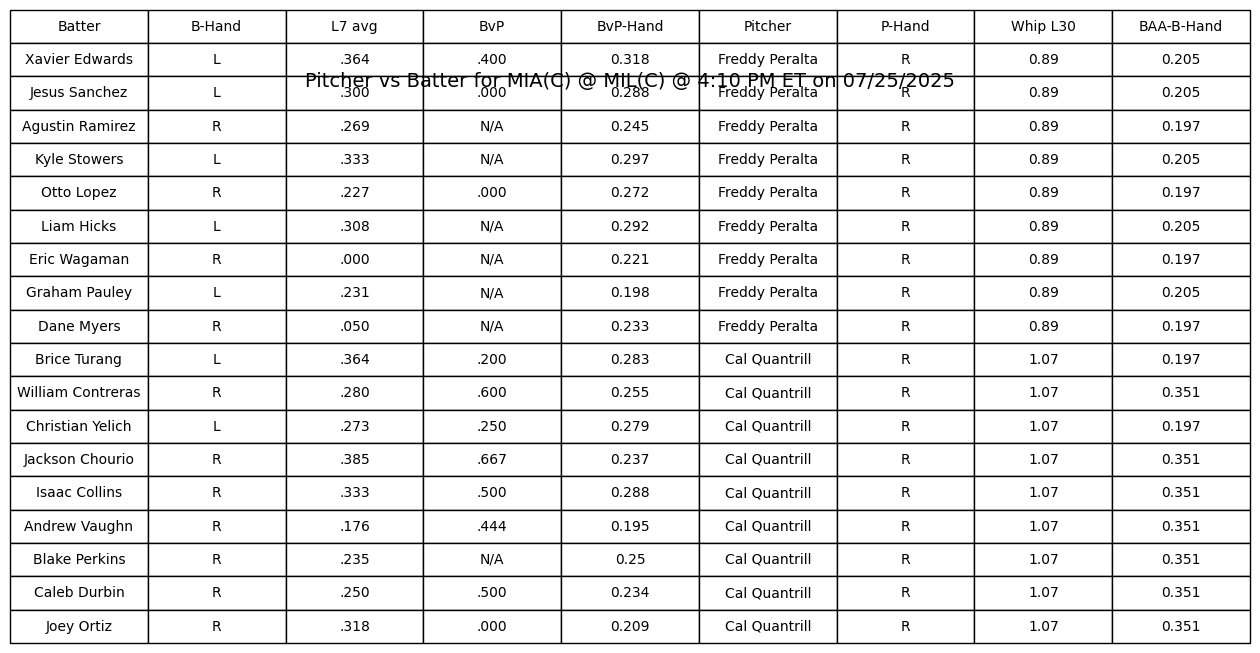 Batter B-Hand L7 avg BvP BvP-Hand Pitcher P-Hand Whip L30 BAA-B-Hand
Xavier Edwards L .364 .400 0.318 Freddy Peralta R 0.89 0.205
Pitcher vs Batter for MIA(C) @ MIL(C) @ 4:10 PM ET on 07/25/2025
Jesus Sanchez L .300 .000 0.288 Freddy Peralta R 0.89 0.205
Agustin Ramirez R .269 N/A 0.245 Freddy Peralta R 0.89 0.197
Kyle Stowers L .333 N/A 0.297 Freddy Peralta R 0.89 0.205
Otto Lopez R .227 .000 0.272 Freddy Peralta R 0.89 0.197
Liam Hicks L .308 N/A 0.292 Freddy Peralta R 0.89 0.205
Eric Wagaman R .000 N/A 0.221 Freddy Peralta R 0.89 0.197
Graham Pauley L .231 N/A 0.198 Freddy Peralta R 0.89 0.205
Dane Myers R .050 N/A 0.233 Freddy Peralta R 0.89 0.197
Brice Turang L .364 .200 0.283 Cal Quantrill R 1.07 0.197
William Contreras R .280 .600 0.255 Cal Quantrill R 1.07 0.351
Christian Yelich L .273 .250 0.279 Cal Quantrill R 1.07 0.197
Jackson Chourio R .385 .667 0.237 Cal Quantrill R 1.07 0.351
Isaac Collins R .333 .500 0.288 Cal Quantrill R 1.07 0.351
Andrew Vaughn R .176 .444 0.195 Cal Quantrill R 1.07 0.351
Blake Perkins R .235 N/A 0.25 Cal Quantrill R 1.07 0.351
Caleb Durbin R .250 .500 0.234 Cal Quantrill R 1.07 0.351
Joey Ortiz R .318 .000 0.209 Cal Quantrill R 1.07 0.351